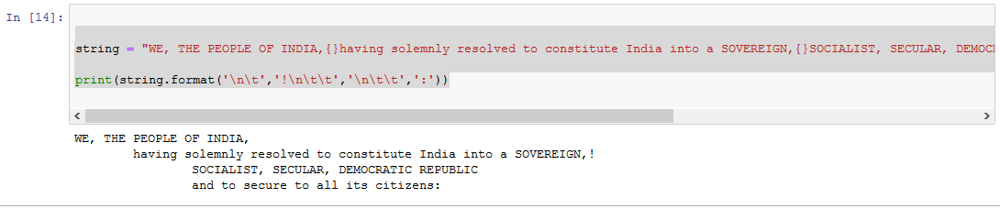 In [14]:
string = "WE, THE PEOPLE OF INDIA,{}having solemnly resolved to constitute India into a SOVEREIGN,{}SOCIALIST, SECULAR, DEMOC
print(string.format('\n\t','!\n\t\t','\n\t\t',':'))
WE, THE PEOPLE OF INDIA,
having solemnly resolved to constitute India into a SOVEREIGN,!
SOCIALIST, SECULAR, DEMOCRATIC REPUBLIC
and to secure to all its citizens: